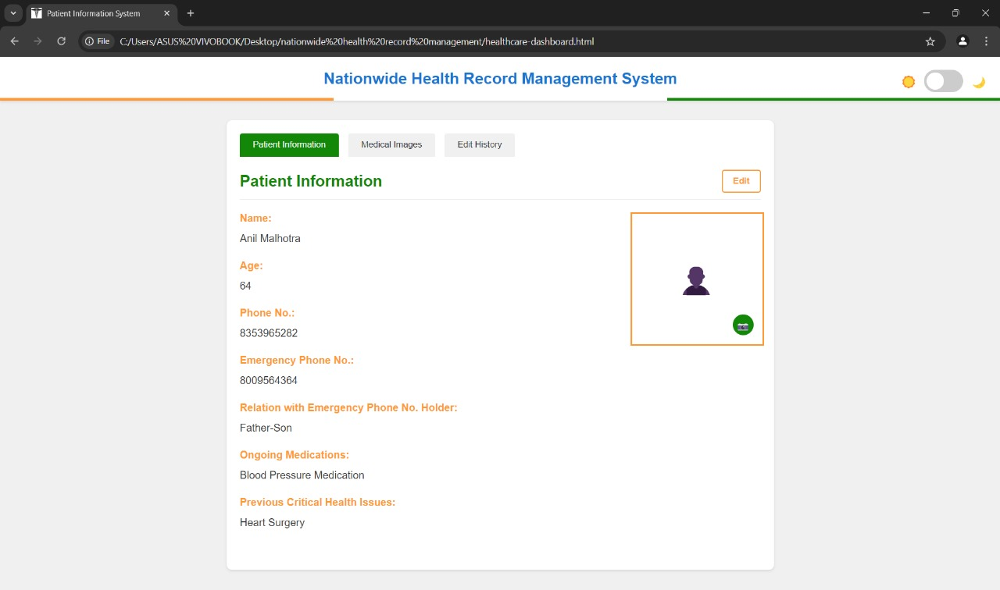 Patient Information System
File
C:/Users/ASUS%20VIVOBOOK/Desktop/nationwide%20health%20record%20management/healthcare-dashboard.html
Nationwide Health Record Management System
Patient Information
Medical Images
Edit History
Patient Information
Edit
Name:
Anil Malhotra
Age:
64
Phone No.:
8353965282
Emergency Phone No.:
8009564364
Relation with Emergency Phone No. Holder:
Father-Son
Ongoing Medications:
Blood Pressure Medication
Previous Critical Health Issues:
Heart Surgery